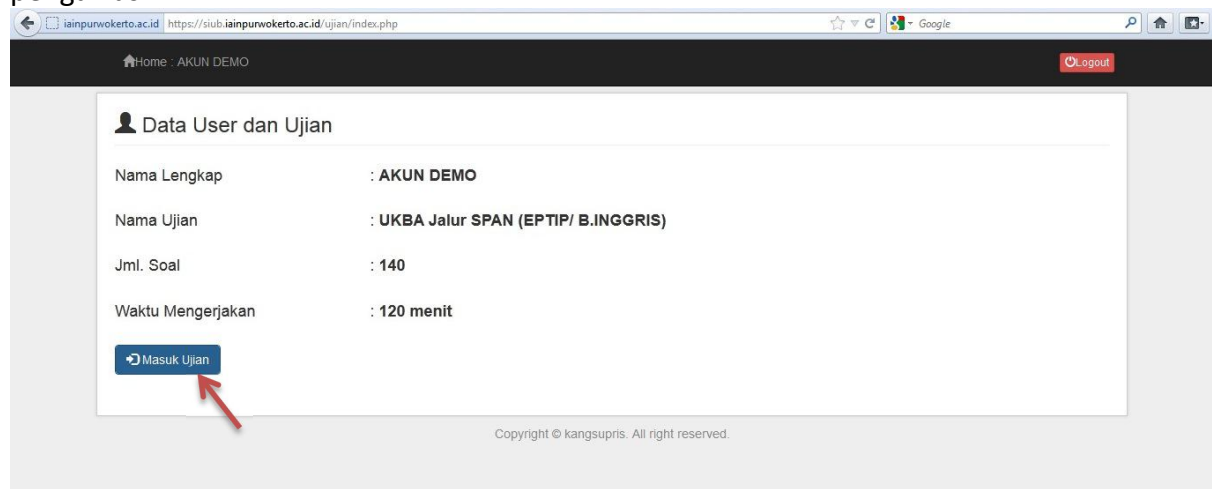 iainpurwokerto.ac.id https://siub.iainpurwokerto.ac.id/ujian/index.php Google
Home : AKUN DEMO Logout
Data User dan Ujian
Nama Lengkap : AKUN DEMO
Nama Ujian : UKBA Jalur SPAN (EPTIP/ B.INGGRIS)
Jml. Soal : 140
Waktu Mengerjakan : 120 menit
Masuk Ujian
Copyright © kangsupris. All right reserved.